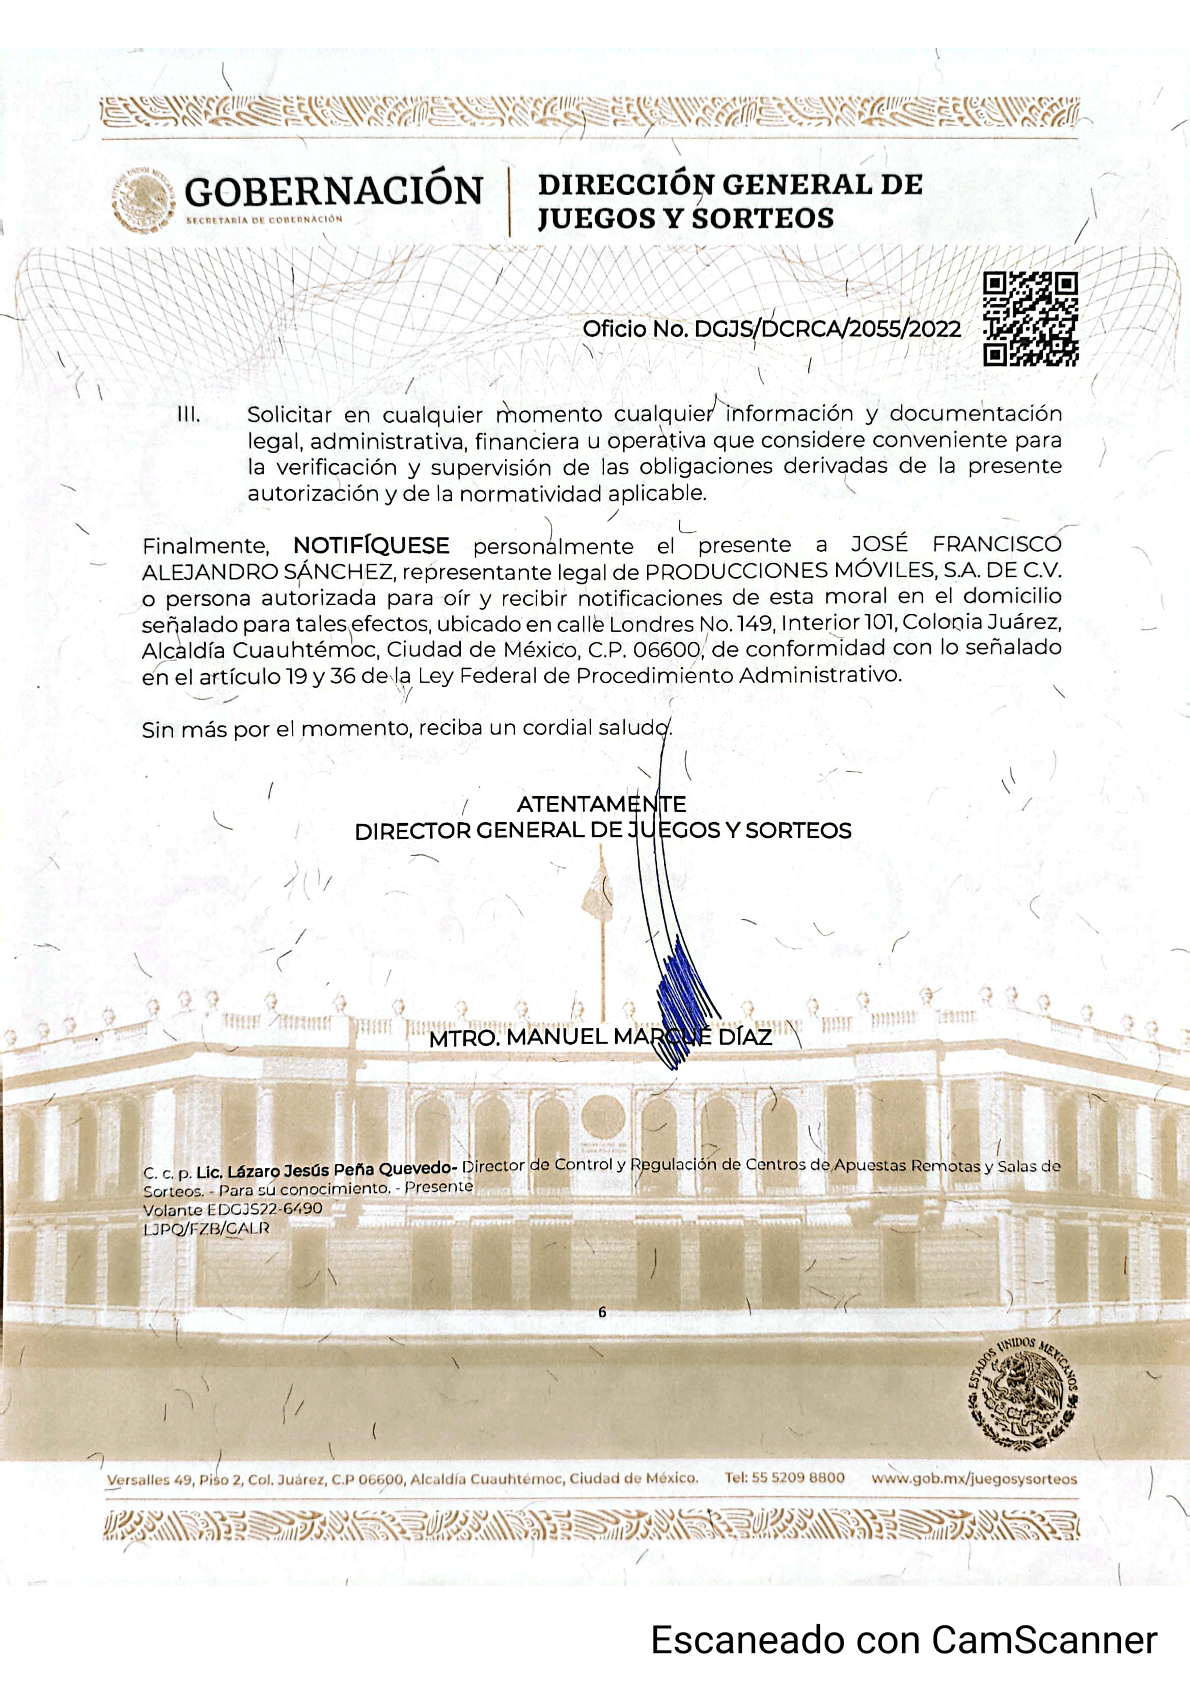 GOBERNACIÓN
SECRETARÍA DE GOBERNACIÓN
DIRECCIÓN GENERAL DE
JUEGOS Y SORTEOS
Oficio No. DGJS/DCRCA/2055/2022
III. Solicitar en cualquier momento cualquier información y documentación
legal, administrativa, financiera u operativa que considere conveniente para
la verificación y supervisión de las obligaciones derivadas de la presente
autorización y de la normatividad aplicable.
Finalmente, NOTIFÍQUESE personalmente el presente a JOSÉ FRANCISCO
ALEJANDRO SÁNCHEZ, representante legal de PRODUCCIONES MÓVILES, S.A. DE C.V.
o persona autorizada para oír y recibir notificaciones de esta moral en el domicilio
señalado para tales efectos, ubicado en calle Londres No. 149, Interior 101, Colonia Juárez,
Alcaldía Cuauhtémoc, Ciudad de México, C.P. 06600, de conformidad con lo señalado
en el artículo 19 y 36 de la Ley Federal de Procedimiento Administrativo.
Sin más por el momento, reciba un cordial saludo.
ATENTAMENTE
DIRECTOR GENERAL DE JUEGOS Y SORTEOS
MTRO. MANUEL MARCUÉ DÍAZ
C. c. p. Lic. Lázaro Jesús Peña Quevedo- Director de Control y Regulación de Centros de Apuestas Remotas y Salas de
Sorteos. - Para su conocimiento. - Presente
Volante EDGJS22-6490
LJPQ/FZB/GALR
6
ESTADOS UNIDOS MEXICANOS
Versalles 49, Piso 2, Col. Juárez, C.P 06600, Alcaldía Cuauhtémoc, Ciudad de México. Tel: 55 5209 8800 www.gob.mx/juegosysorteos
Escaneado con CamScanner